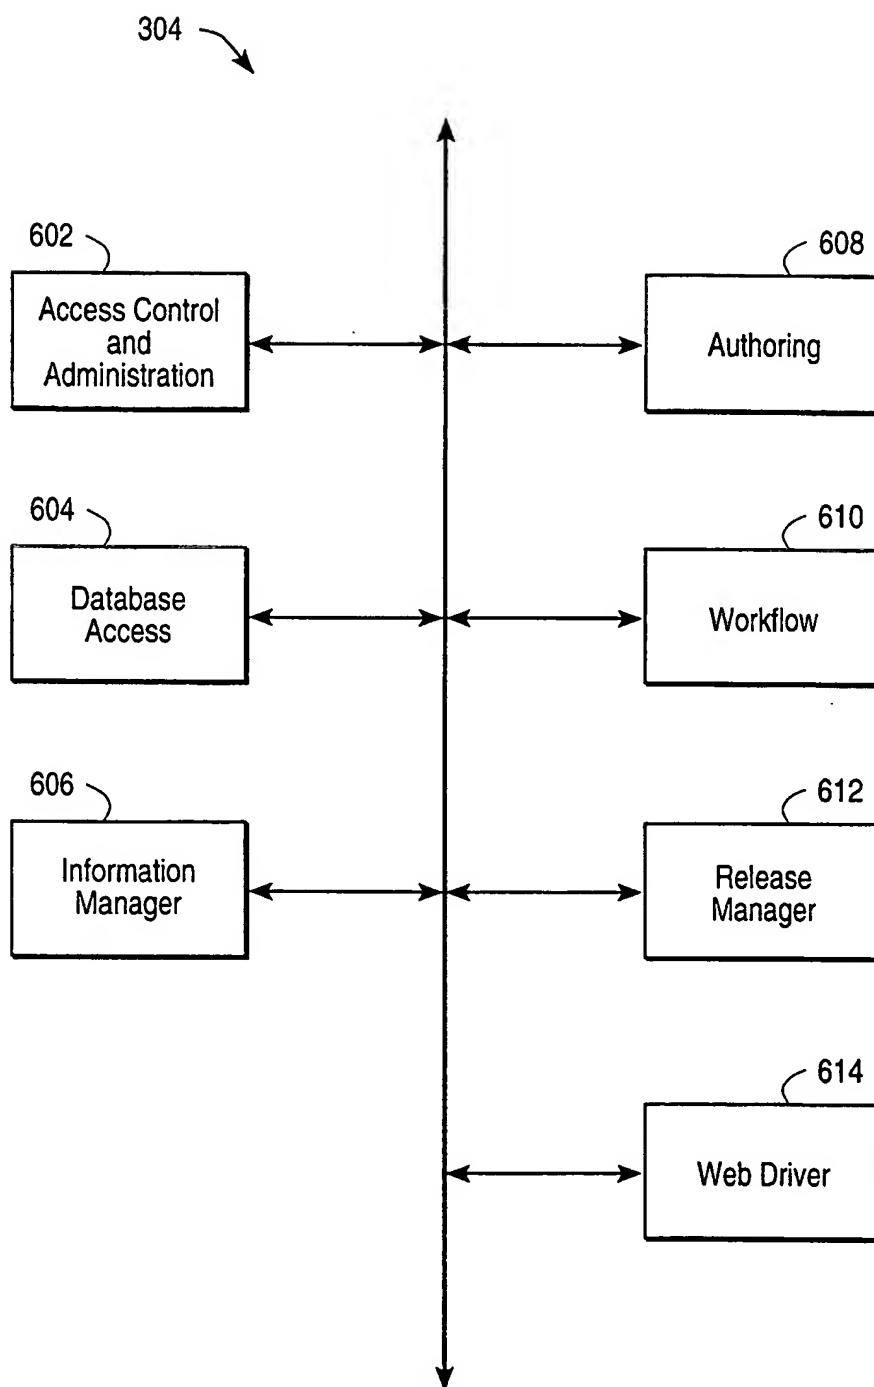 304
602
Access Control
and
Administration
608
Authoring
604
Database
Access
610
Workflow
606
Information
Manager
612
Release
Manager
614
Web Driver